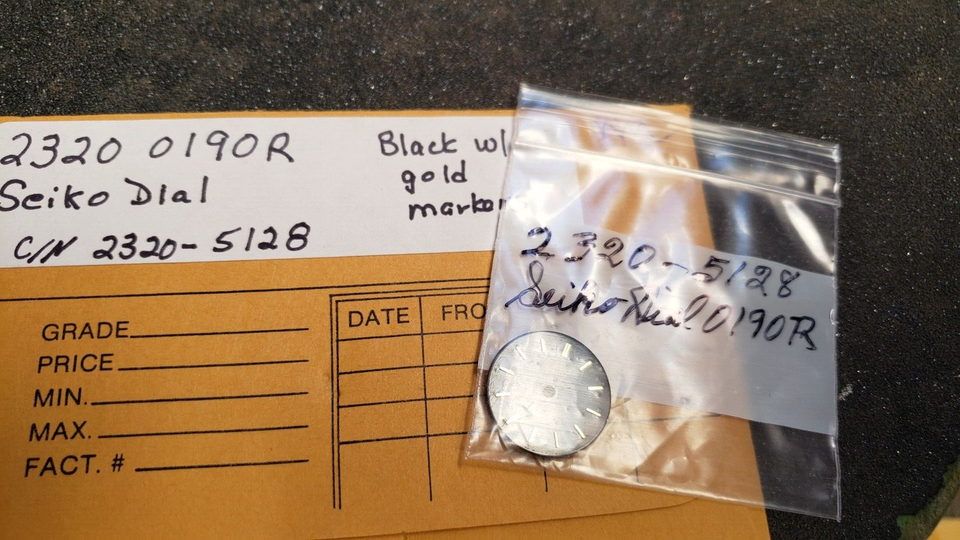 2320 0190R
Seiko Dial
C/N 2320-5128
Black w/
gold
marker
2320-5128
Seiko Dial 0190R
GRADE
PRICE
MIN.
MAX.
FACT. #
DATE
FRO